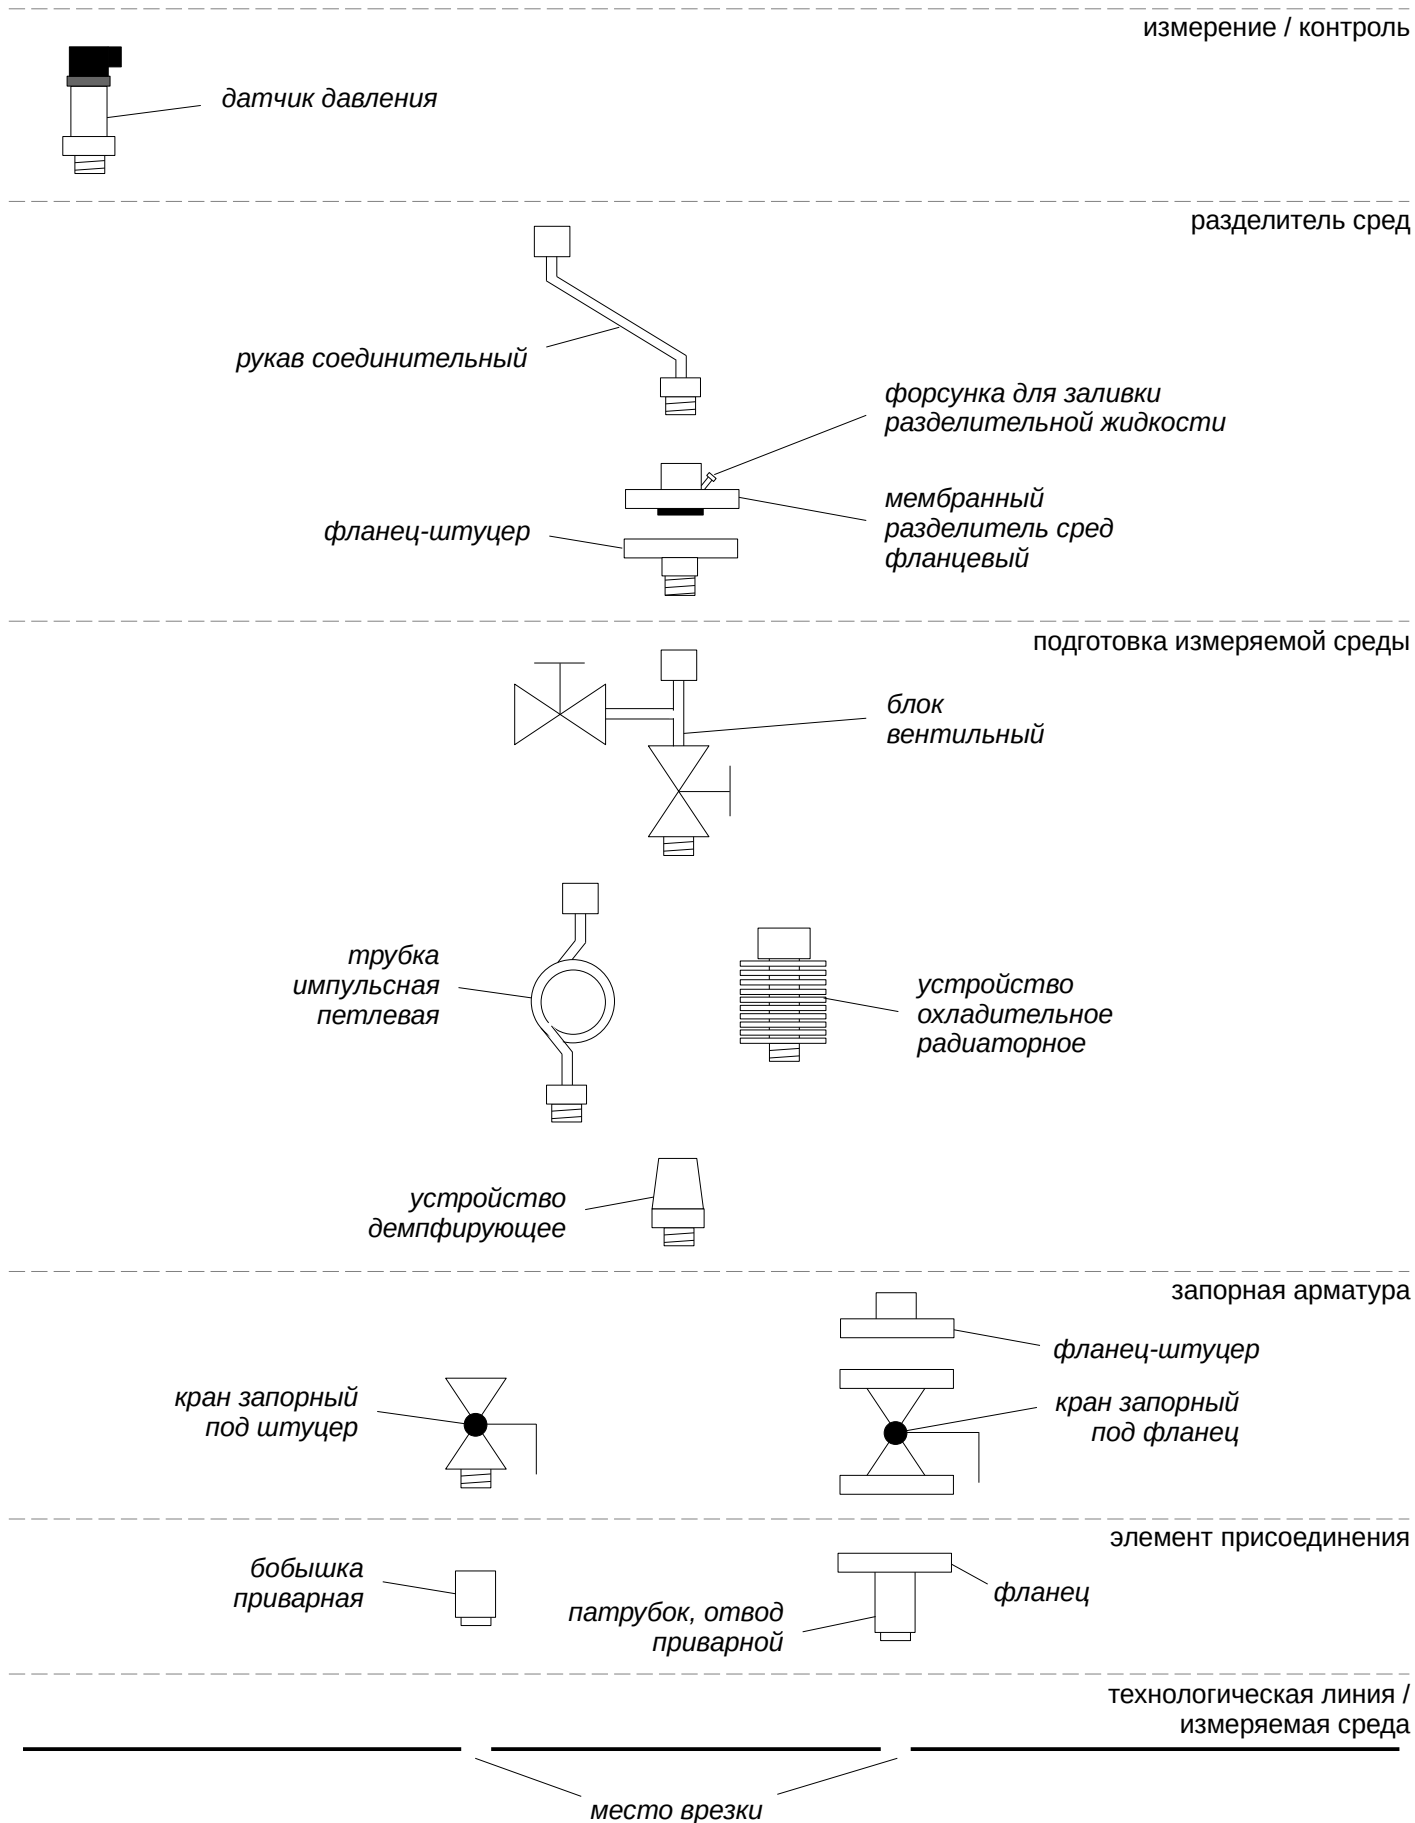 измерение / контроль
датчик давления
разделитель сред
рукав соединительный
форсунка для заливки
разделительной жидкости
мембранный
разделитель сред
фланцевый
фланец-штуцер
подготовка измеряемой среды
блок
вентильный
трубка
импульсная
петлевая
устройство
охладительное
радиаторное
устройство
демпфирующее
запорная арматура
фланец-штуцер
кран запорный
под штуцер
кран запорный
под фланец
элемент присоединения
бобышка
приварная
фланец
патрубок, отвод
приварной
технологическая линия /
измеряемая среда
место врезки